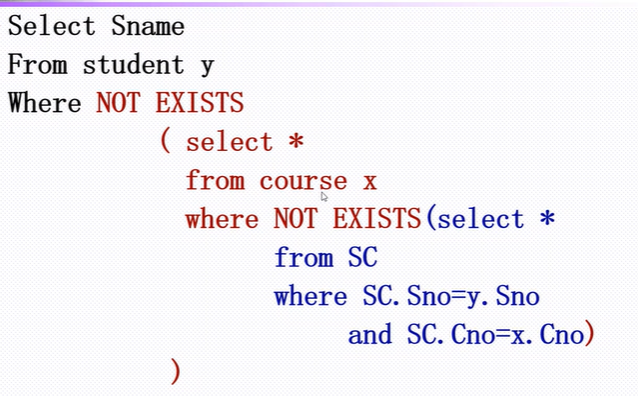 Select Sname
From student y
Where NOT EXISTS
( select *
from course x
where NOT EXISTS(select *
from SC
where SC.Sno=y.Sno
and SC.Cno=x.Cno)
)